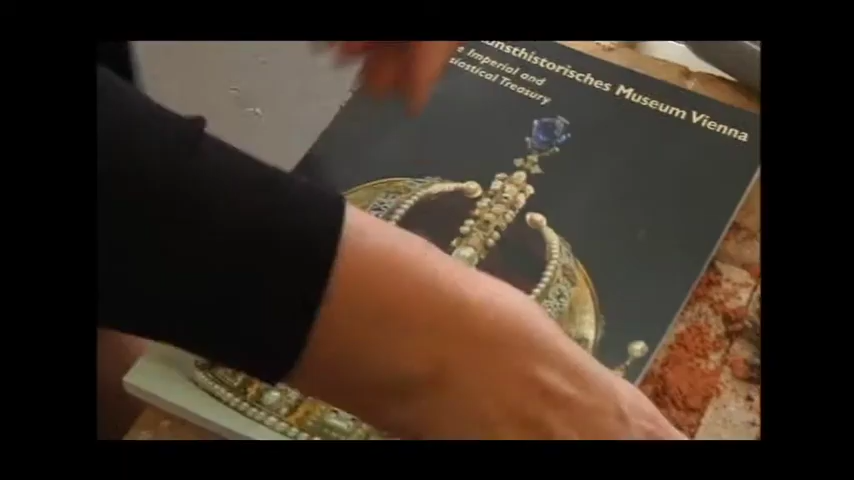 unsthistorisches Museum Vienna
e Imperial and
siastical Treasury